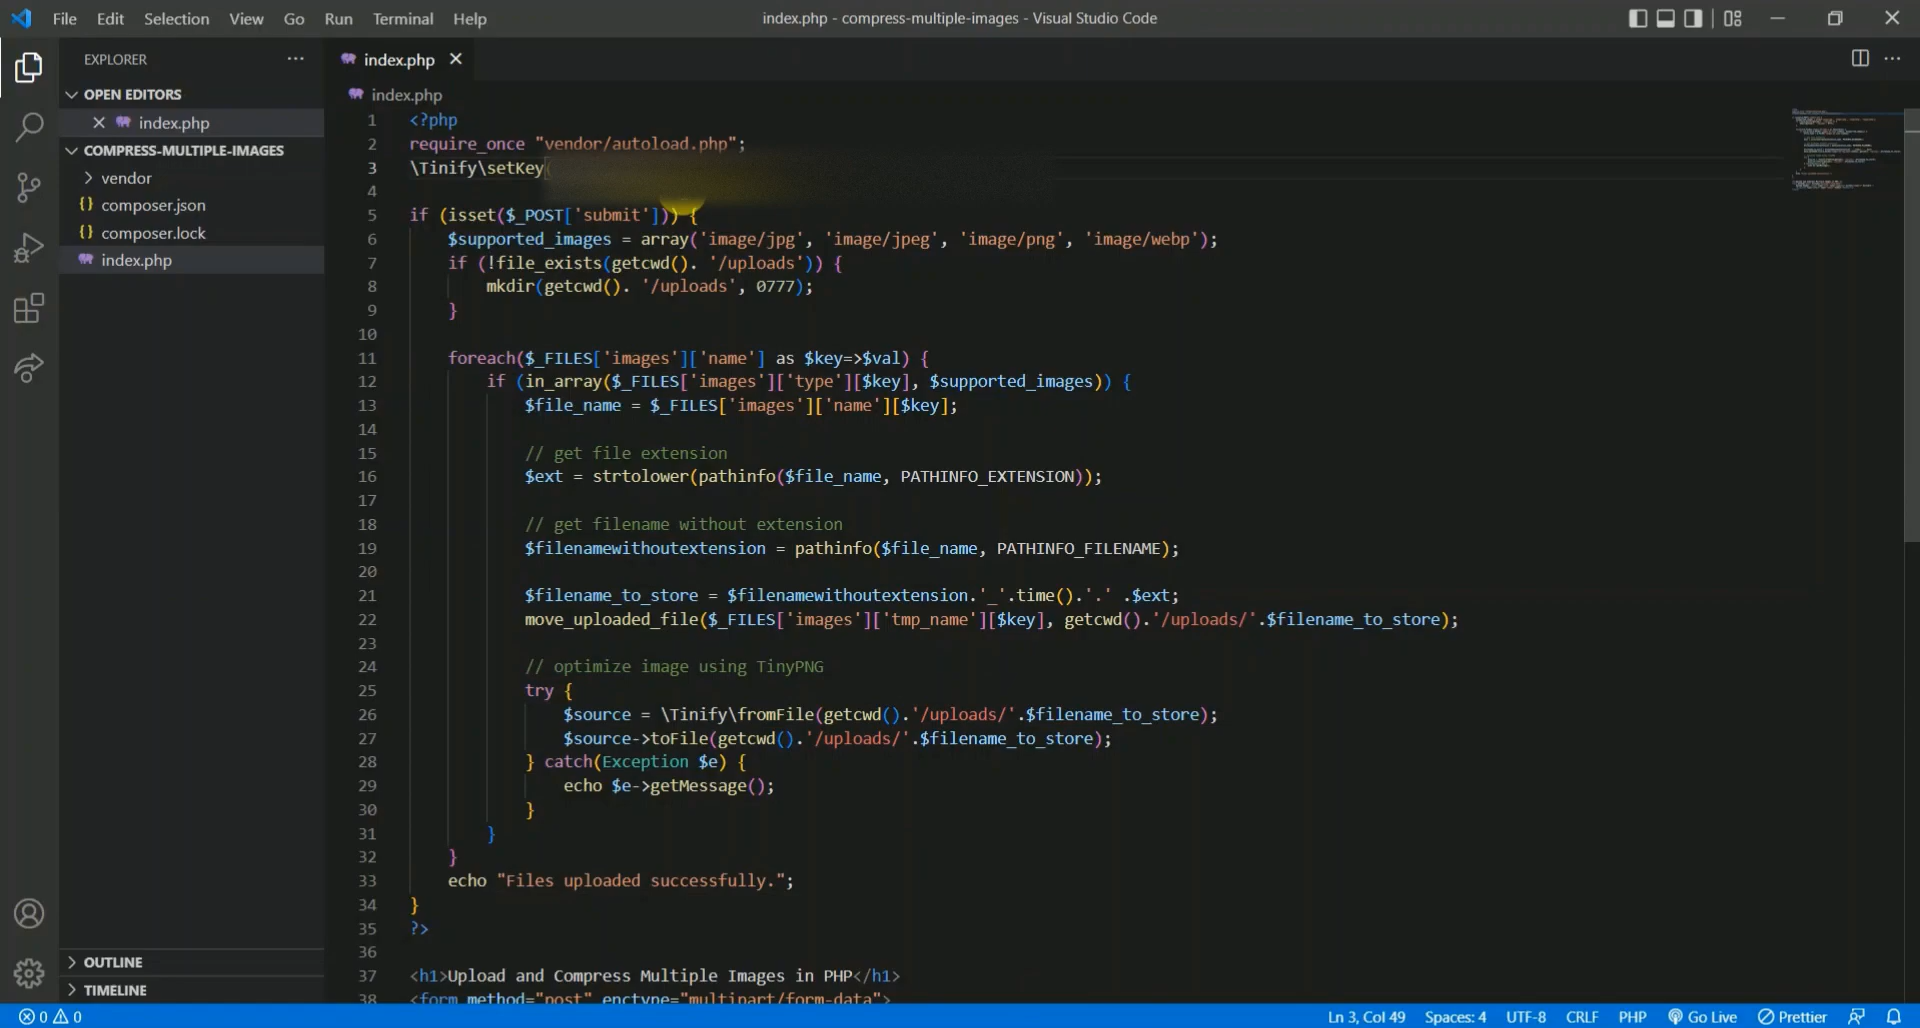 File Edit Selection View Go Run Terminal Help
index.php - compress-multiple-images - Visual Studio Code
EXPLORER
OPEN EDITORS
index.php
COMPRESS-MULTIPLE-IMAGES
vendor
composer.json
composer.lock
index.php
OUTLINE
TIMELINE
index.php
index.php
1 <?php
2 require_once "vendor/autoload.php";
3 \Tinify\setKey(
4
5 if (isset($_POST['submit'])) {
6 $supported_images = array('image/jpg', 'image/jpeg', 'image/png', 'image/webp');
7 if (!file_exists(getcwd(). '/uploads')) {
8 mkdir(getcwd(). '/uploads', 0777);
9 }
10
11 foreach($_FILES['images']['name'] as $key=>$val) {
12 if (in_array($_FILES['images']['type'][$key], $supported_images)) {
13 $file_name = $_FILES['images']['name'][$key];
14
15 // get file extension
16 $ext = strtolower(pathinfo($file_name, PATHINFO_EXTENSION));
17
18 // get filename without extension
19 $filenamewithoutextension = pathinfo($file_name, PATHINFO_FILENAME);
20
21 $filename_to_store = $filenamewithoutextension.'_'.time().'.' .$ext;
22 move_uploaded_file($_FILES['images']['tmp_name'][$key], getcwd().'/uploads/'.$filename_to_store);
23
24 // optimize image using TinyPNG
25 try {
26 $source = \Tinify\fromFile(getcwd().'/uploads/'.$filename_to_store);
27 $source->toFile(getcwd().'/uploads/'.$filename_to_store);
28 } catch(Exception $e) {
29 echo $e->getMessage();
30 }
31 }
32 }
33 echo "Files uploaded successfully.";
34 }
35 ?>
36
37 <h1>Upload and Compress Multiple Images in PHP</h1>
38 <form method="post" enctype="multipart/form-data">
0 0
Ln 3, Col 49 Spaces: 4 UTF-8 CRLF PHP Go Live Prettier